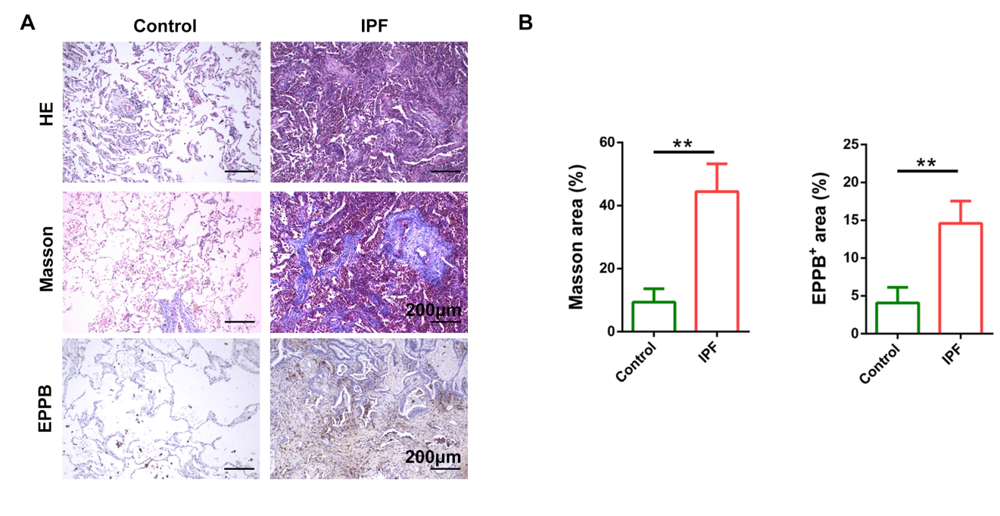 A
Control
IPF
HE
Masson
200μm
EPPB
200μm
B
Masson area (%)
60
40
20
0
**
Control
IPF
EPPB+ area (%)
25
20
15
10
5
0
**
Control
IPF